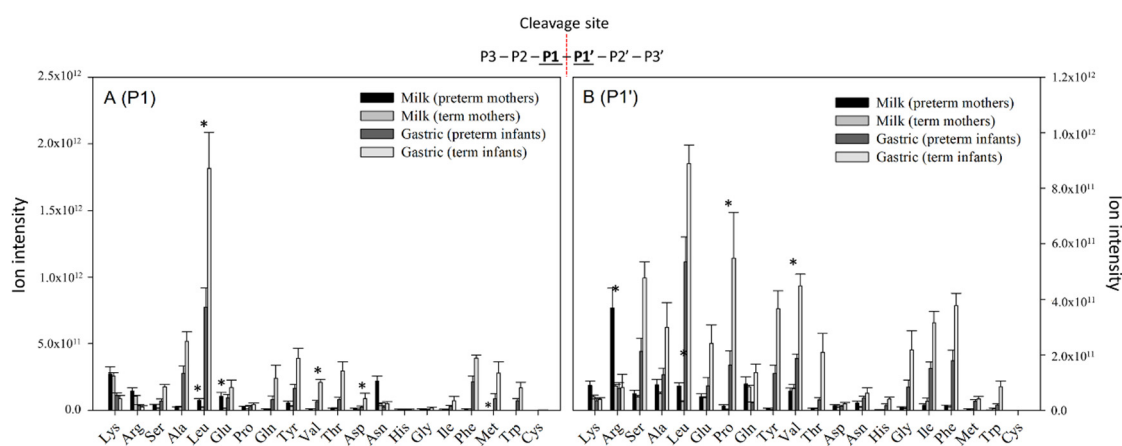 Cleavage site
P3 – P2 – P1 – P1’ – P2’ – P3’
A (P1)
Milk (preterm mothers)
Milk (term mothers)
Gastric (preterm infants)
Gastric (term infants)
Ion intensity
2.5x10¹²
2.0x10¹²
1.5x10¹²
1.0x10¹²
5.0x10¹¹
0.0
* * * * * * *
Lys Arg Ser Ala Leu Glu Pro Gln Tyr Val Thr Asp Asn His Gly Ile Phe Met Trp Cys
B (P1')
Milk (preterm mothers)
Milk (term mothers)
Gastric (preterm infants)
Gastric (term infants)
1.2x10¹²
1.0x10¹²
8.0x10¹¹
6.0x10¹¹
4.0x10¹¹
2.0x10¹¹
0.0
Ion intensity
* * * *
Lys Arg Ser Ala Leu Glu Pro Gln Tyr Val Thr Asp Asn His Gly Ile Phe Met Trp Cys